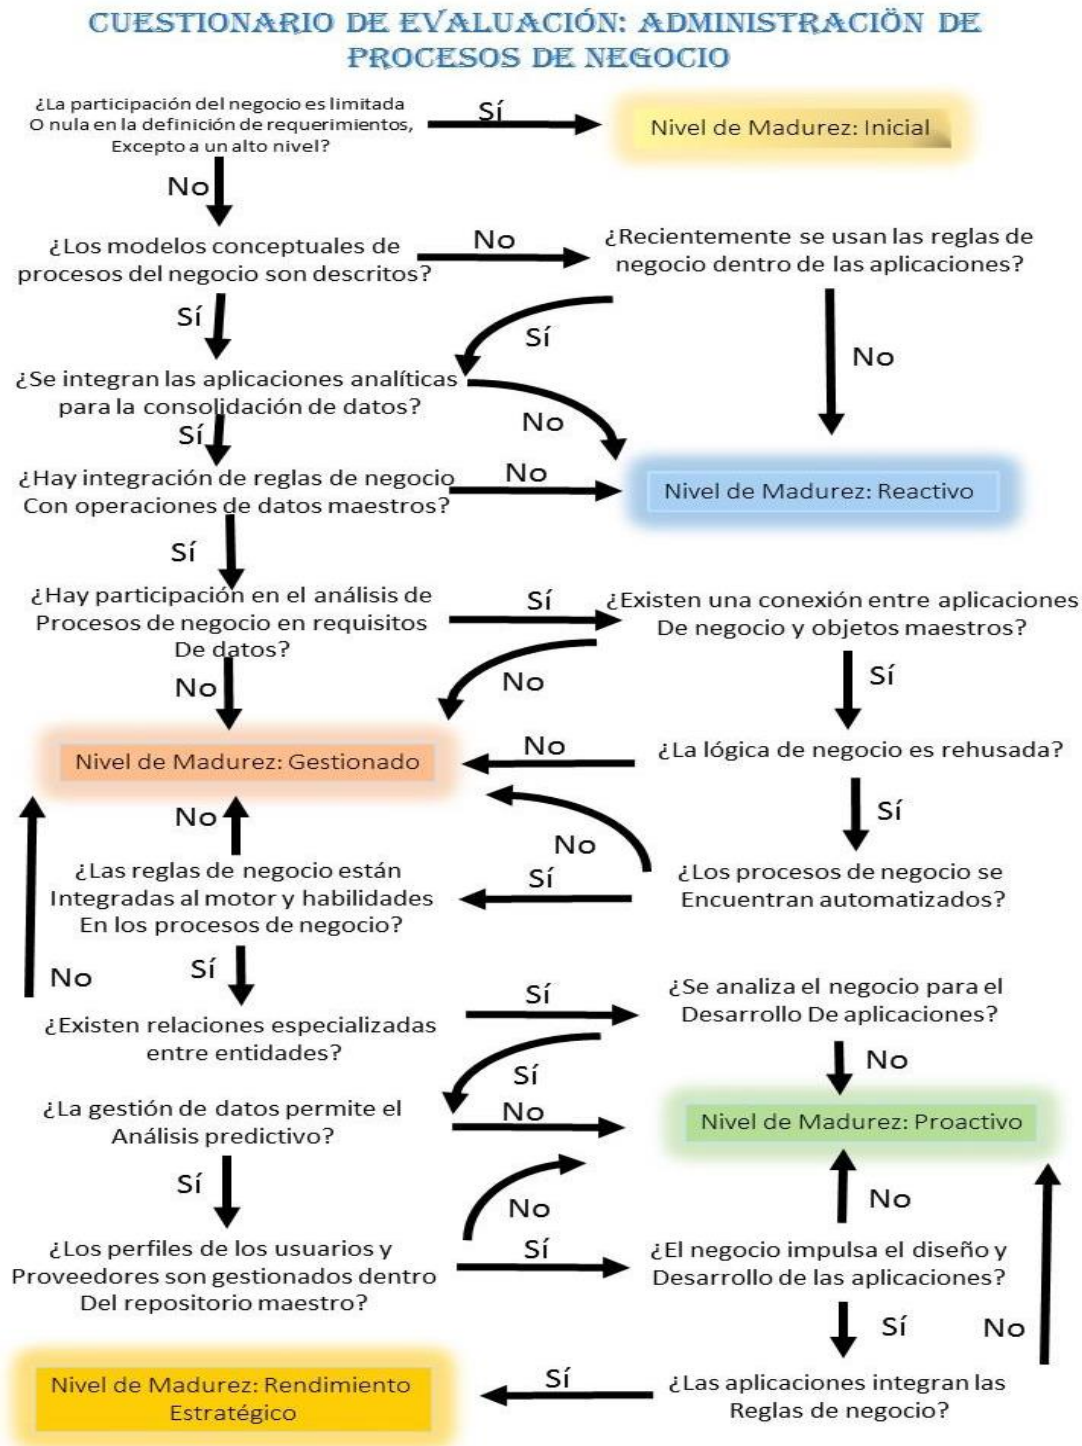 CUESTIONARIO DE EVALUACIÓN: ADMINISTRACIÖN DE
PROCESOS DE NEGOCIO
¿La participación del negocio es limitada
O nula en la definición de requerimientos,
Excepto a un alto nivel?
Sí
Nivel de Madurez: Inicial
No
¿Los modelos conceptuales de
procesos del negocio son descritos?
No
¿Recientemente se usan las reglas de
negocio dentro de las aplicaciones?
Sí
Sí
No
¿Se integran las aplicaciones analíticas
para la consolidación de datos?
No
Sí
¿Hay integración de reglas de negocio
Con operaciones de datos maestros?
No
Nivel de Madurez: Reactivo
Sí
¿Hay participación en el análisis de
Procesos de negocio en requisitos
De datos?
Sí
¿Existen una conexión entre aplicaciones
De negocio y objetos maestros?
No
No
Sí
Nivel de Madurez: Gestionado
No
¿La lógica de negocio es rehusada?
No
Sí
No
¿Las reglas de negocio están
Integradas al motor y habilidades
En los procesos de negocio?
Sí
¿Los procesos de negocio se
Encuentran automatizados?
No
Sí
¿Existen relaciones especializadas
entre entidades?
Sí
¿Se analiza el negocio para el
Desarrollo De aplicaciones?
Sí
No
¿La gestión de datos permite el
Análisis predictivo?
No
Nivel de Madurez: Proactivo
Sí
No
No
¿Los perfiles de los usuarios y
Proveedores son gestionados dentro
Del repositorio maestro?
Sí
¿El negocio impulsa el diseño y
Desarrollo de las aplicaciones?
Sí
No
Nivel de Madurez: Rendimiento
Estratégico
Sí
¿Las aplicaciones integran las
Reglas de negocio?